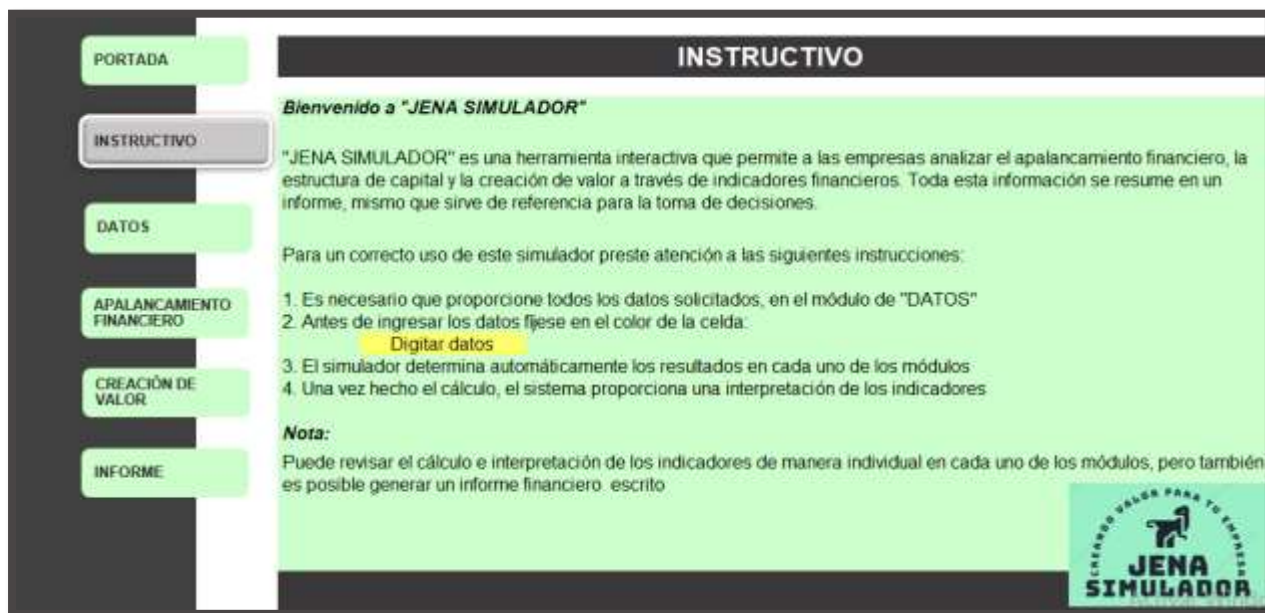 PORTADA
INSTRUCTIVO
DATOS
APALANCAMIENTO
FINANCIERO
CREACIÓN DE
VALOR
INFORME
INSTRUCTIVO
Bienvenido a "JENA SIMULADOR"
"JENA SIMULADOR" es una herramienta interactiva que permite a las empresas analizar el apalancamiento financiero, la
estructura de capital y la creación de valor a través de indicadores financieros. Toda esta información se resume en un
informe, mismo que sirve de referencia para la toma de decisiones.
Para un correcto uso de este simulador preste atención a las siguientes instrucciones:
1. Es necesario que proporcione todos los datos solicitados, en el módulo de "DATOS"
2. Antes de ingresar los datos fíjese en el color de la celda:
Digitar datos
3. El simulador determina automáticamente los resultados en cada uno de los módulos
4. Una vez hecho el cálculo, el sistema proporciona una interpretación de los indicadores
Nota:
Puede revisar el cálculo e interpretación de los indicadores de manera individual en cada uno de los módulos, pero también
es posible generar un informe financiero escrito
CREANDO VALOR PARA TU EMPRESA
JENA
SIMULADOR